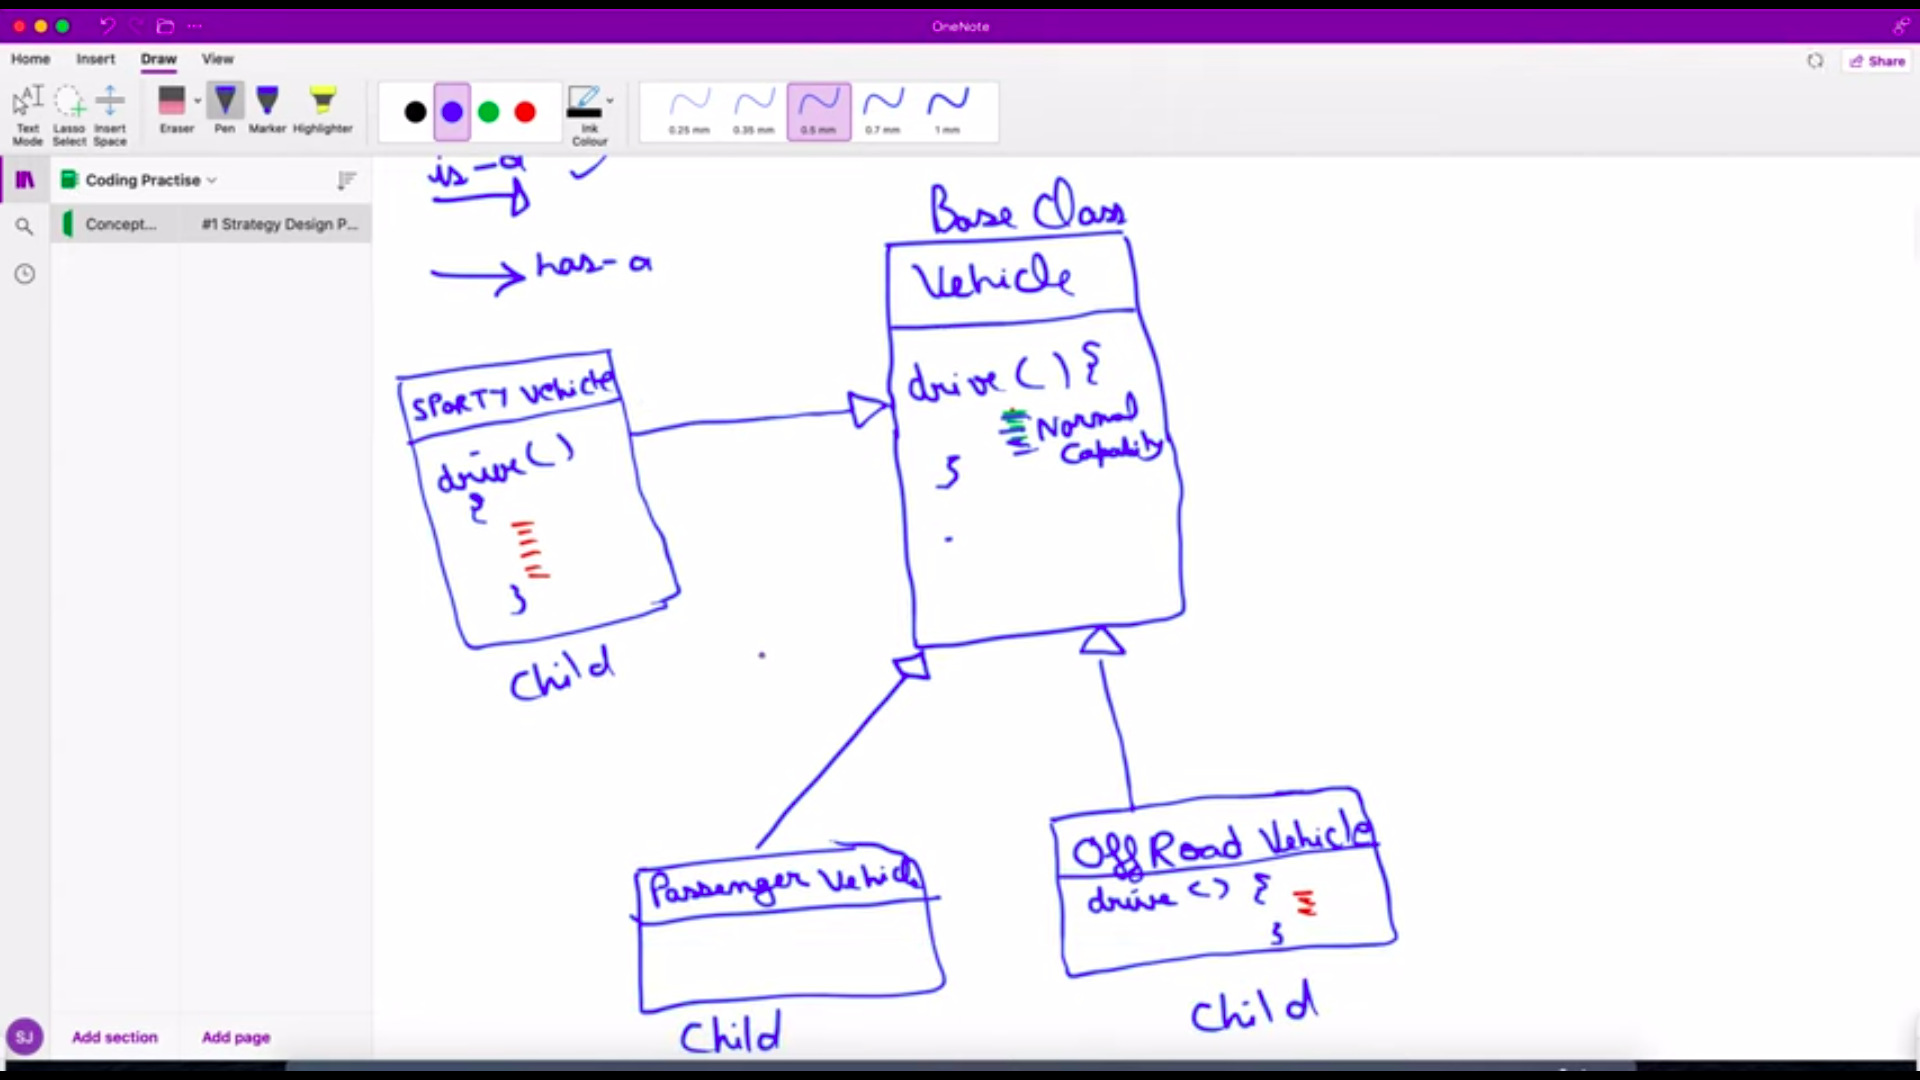 OneNote
Home Insert Draw View
Share
Text Mode
Lasso Select
Insert Space
Eraser
Pen
Marker
Highlighter
Ink Colour
0.25 mm
0.35 mm
0.5 mm
0.7 mm
1 mm
Coding Practise
Concept...
#1 Strategy Design P...
is-a
has-a
Base Class
Vehicle
drive () {
Normal
Capability
}
SPORTY Vehicle
drive ()
{
}
Child
Passenger Vehicle
Child
Off Road Vehicle
drive () {
}
Child
SJ
Add section
Add page